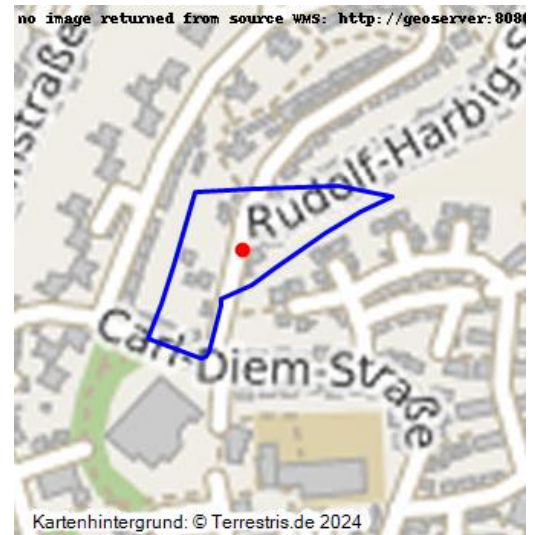 no image returned from source WMS: http://geoserver:808
straße
Rudolf-Harbig-S
Carl-Diem-Straße
Kartenhintergrund: © Terrestris.de 2024